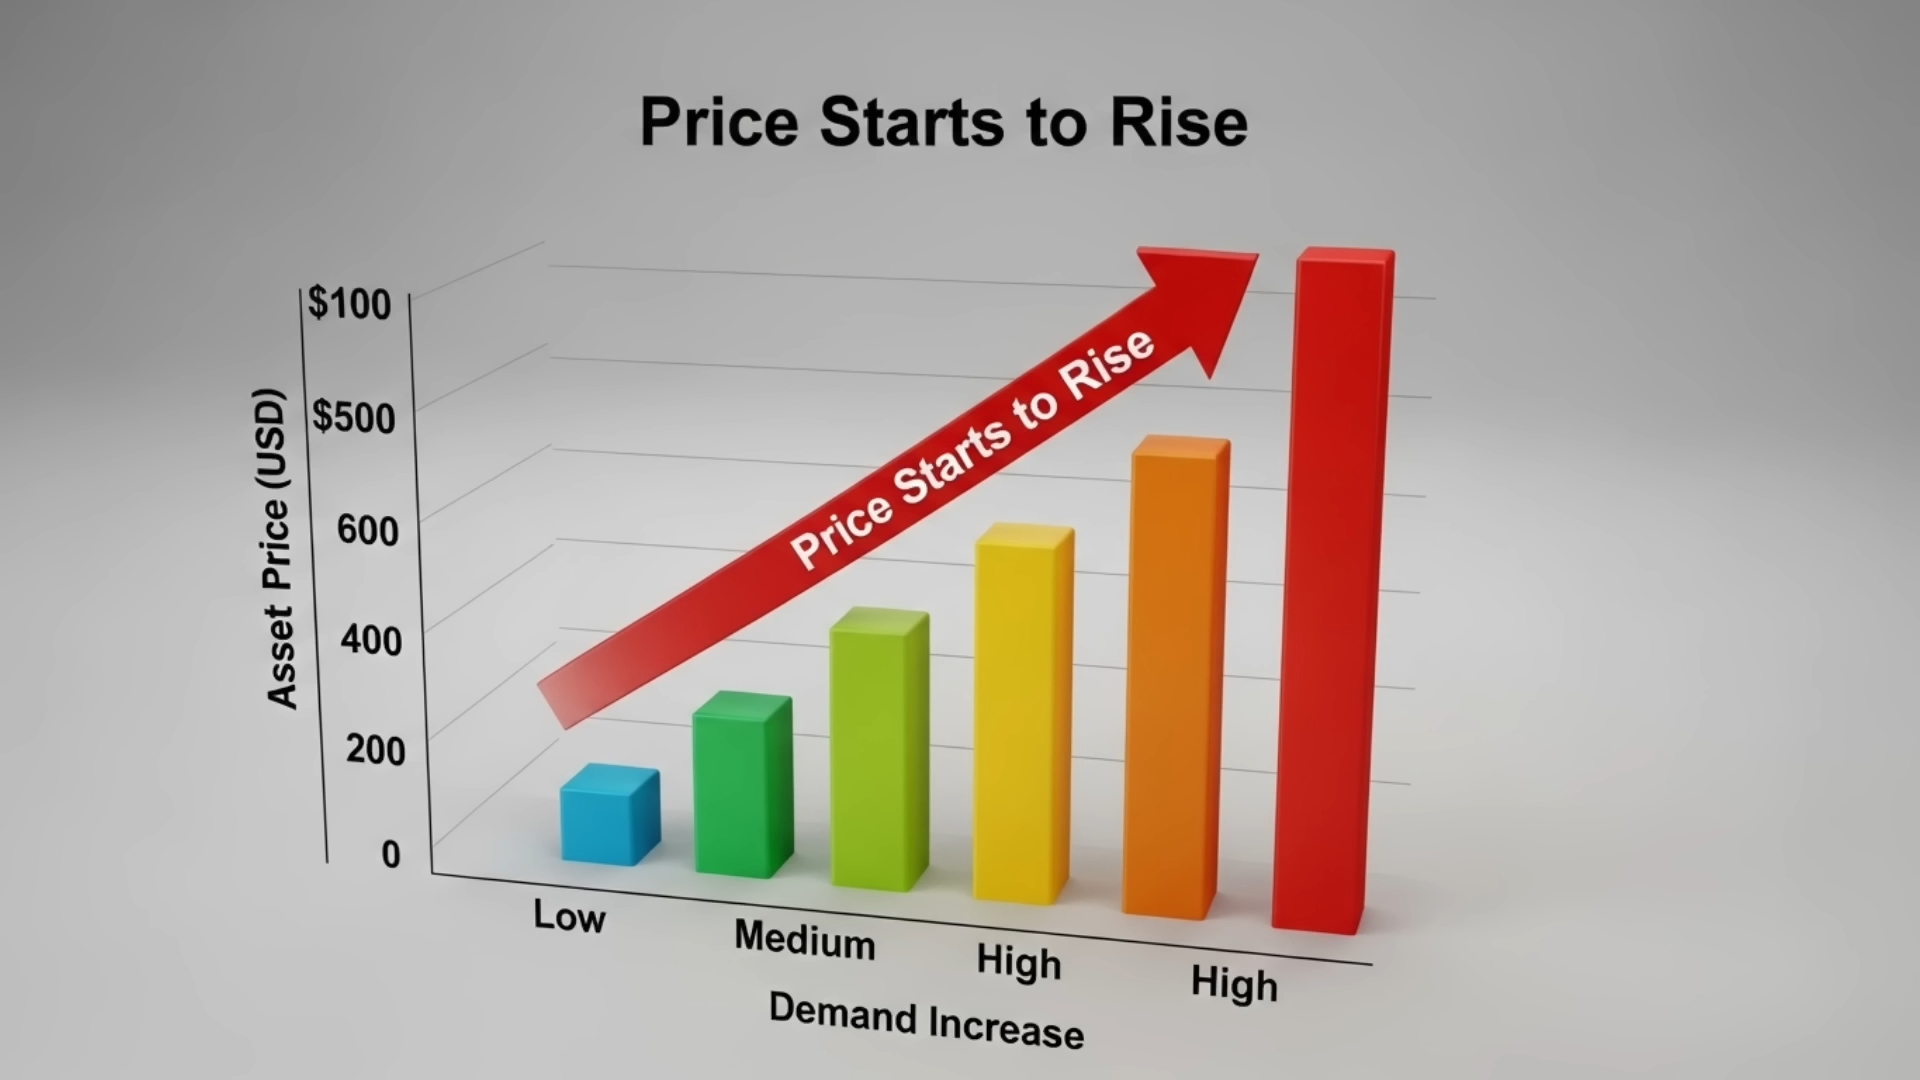 Price Starts to Rise
$100
$500
600
400
200
0
Asset Price (USD)
Price Starts to Rise
Low
Medium
High
High
Demand Increase